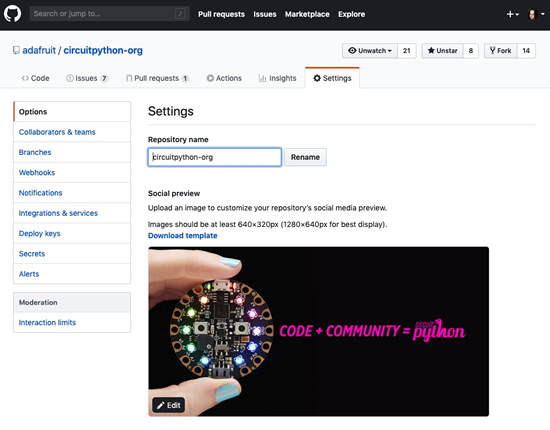 Search or jump to... /
Pull requests Issues Marketplace Explore
adafruit / circuitpython-org
Unwatch 21 Unstar 8 Fork 14
Code Issues 7 Pull requests 1 Actions Insights Settings
Options
Collaborators & teams
Branches
Webhooks
Notifications
Integrations & services
Deploy keys
Secrets
Alerts
Moderation
Interaction limits
Settings
Repository name
circuitpython-org Rename
Social preview
Upload an image to customize your repository's social media preview.
Images should be at least 640×320px (1280×640px for best display).
Download template
CODE + COMMUNITY = circuit python
Edit